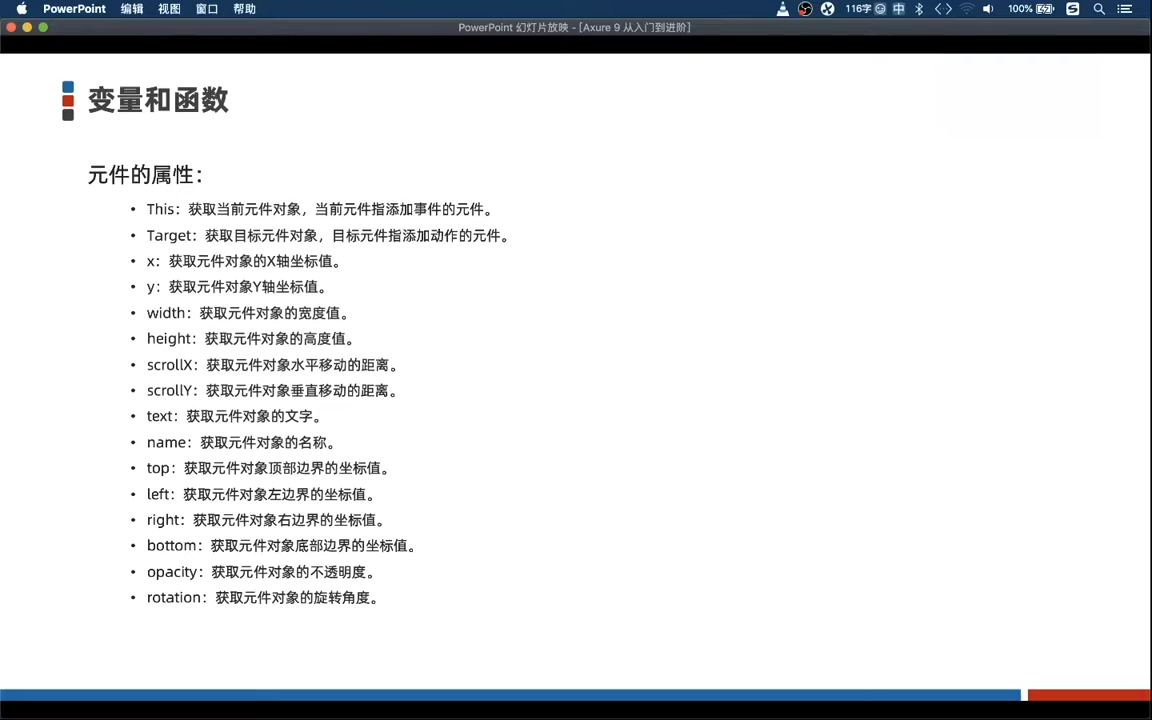 PowerPoint 编辑 视图 窗口 帮助 116字 中 100%
PowerPoint 幻灯片放映 - [Axure 9 从入门到进阶]
变量和函数
元件的属性：
• This：获取当前元件对象，当前元件指添加事件的元件。
• Target：获取目标元件对象，目标元件指添加动作的元件。
• x：获取元件对象的X轴坐标值。
• y：获取元件对象Y轴坐标值。
• width：获取元件对象的宽度值。
• height：获取元件对象的高度值。
• scrollX：获取元件对象水平移动的距离。
• scrollY：获取元件对象垂直移动的距离。
• text：获取元件对象的文字。
• name：获取元件对象的名称。
• top：获取元件对象顶部边界的坐标值。
• left：获取元件对象左边界的坐标值。
• right：获取元件对象右边界的坐标值。
• bottom：获取元件对象底部边界的坐标值。
• opacity：获取元件对象的不透明度。
• rotation：获取元件对象的旋转角度。